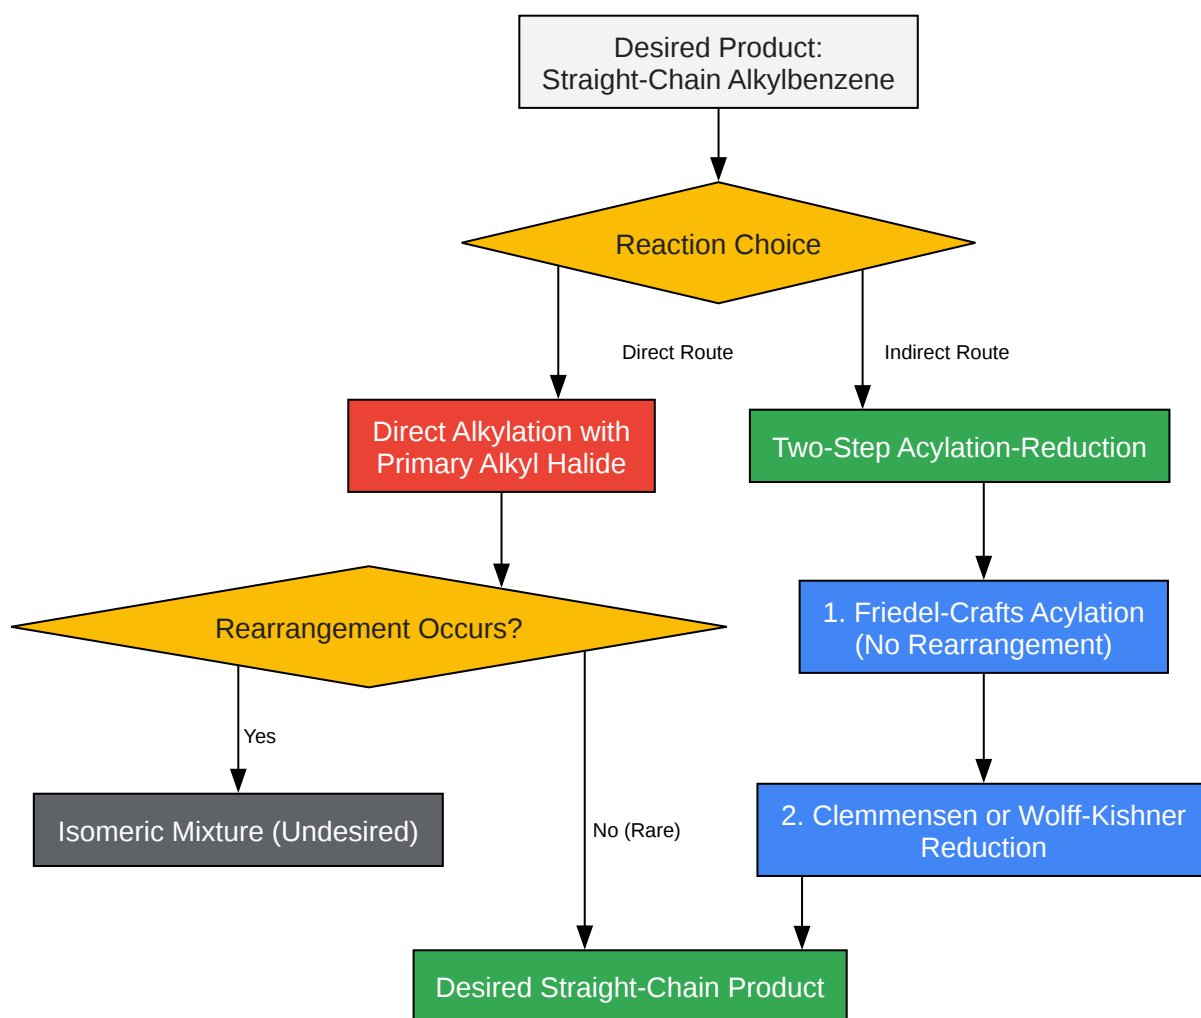 Desired Product:
Straight-Chain Alkylbenzene
Reaction Choice
Direct Route
Indirect Route
Direct Alkylation with
Primary Alkyl Halide
Two-Step Acylation-Reduction
Rearrangement Occurs?
1. Friedel-Crafts Acylation
(No Rearrangement)
Yes
Isomeric Mixture (Undesired)
No (Rare)
2. Clemmensen or Wolff-Kishner
Reduction
Desired Straight-Chain Product